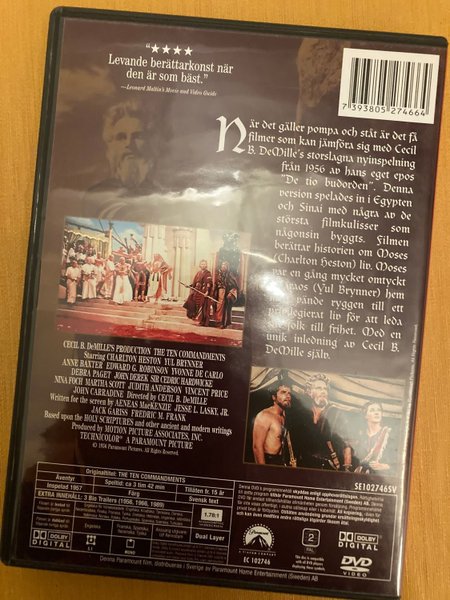 "★★★★
Levande berättarkonst när
den är som bäst."
—Leonard Maltin's Movie and Video Guide
7 393805 274664
När det gäller pompa och ståt är det få
filmer som kan jämföra sig med Cecil
B. DeMille's storslagna nyinspelning
från 1956 av hans eget epos
"De tio budorden". Denna
version spelades in i Egypten
och Sinai med några av de
största filmkulisser som
någonsin byggts. Filmen
berättar historien om Moses
(Charlton Heston) liv. Moses
var en gång mycket omtyckt
(Yul Brynner) hem
ryggen till ett
privilegierat liv för att leda
folk till frihet. Med en
unik inledning av Cecil B.
DeMille själv.
CECIL B. DeMILLE'S PRODUCTION THE TEN COMMANDMENTS
Starring CHARLTON HESTON YUL BRYNNER
ANNE BAXTER EDWARD G. ROBINSON YVONNE DE CARLO
DEBRA PAGET JOHN DEREK SIR CEDRIC HARDWICKE
NINA FOCH MARTHA SCOTT JUDITH ANDERSON VINCENT PRICE
JOHN CARRADINE Directed by CECIL B. DeMILLE
Written for the screen by AENEAS MacKENZIE JESSE L. LASKY, JR.
JACK GARISS FREDRIC M. FRANK
Based upon the HOLY SCRIPTURES and other ancient and modern writings
Produced by MOTION PICTURE ASSOCIATES, INC.
TECHNICOLOR® A PARAMOUNT PICTURE
Originaltitel: THE TEN COMMANDMENTS
Äventyr Speltid: ca 3 tim 42 min Tillåten fr. 15 år
Inspelad 1957 Färg Svensk text
EXTRA INNEHÅLL: 3 Bio Trailers (1956, 1966, 1989)
SE102746SV
DOLBY DIGITAL
Engelska
5.1
MONO
1.78:1
Dual Layer
EC 102746
2
DOLBY DIGITAL
DVD VIDEO
Denna Paramount film, distribueras i Sverige av Paramount Home Entertainment (Sweden) AB